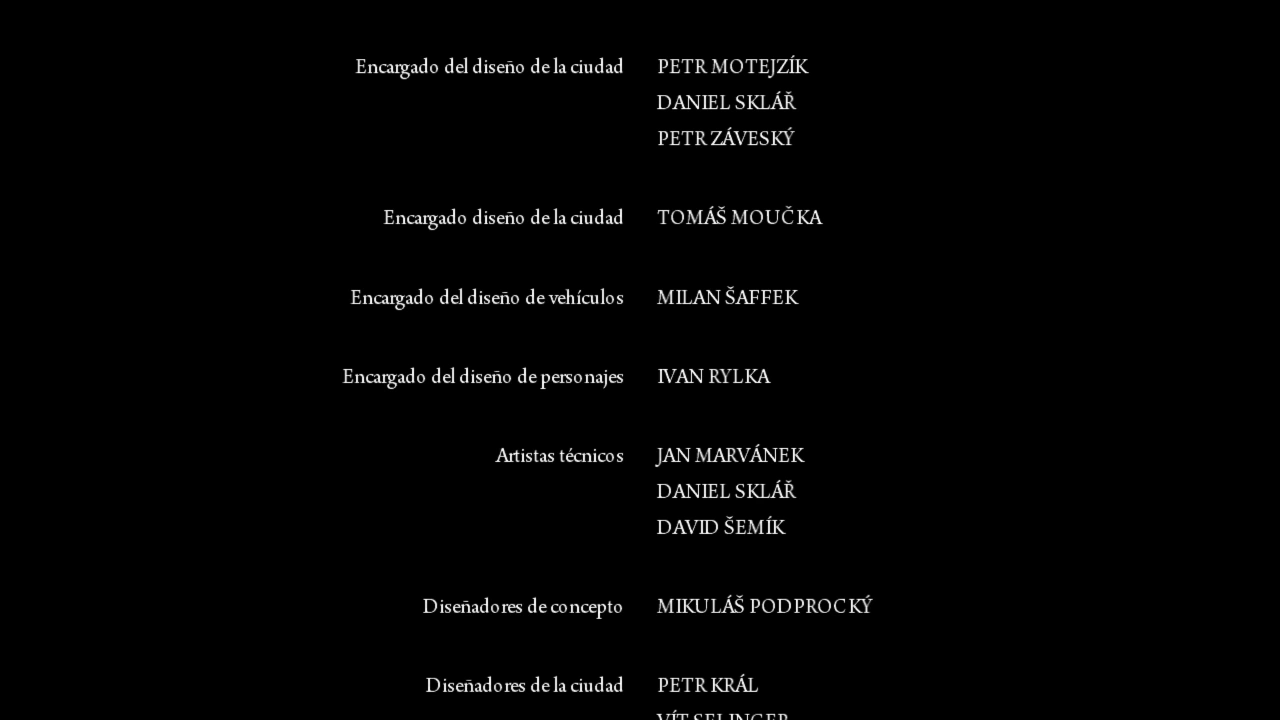 Encargado del diseño de la ciudad PETR MOTEJZÍK
DANIEL SKLÁŘ
PETR ZÁVESKÝ
Encargado diseño de la ciudad TOMÁŠ MOUČKA
Encargado del diseño de vehículos MILAN ŠAFFEK
Encargado del diseño de personajes IVAN RYLKA
Artistas técnicos JAN MARVÁNEK
DANIEL SKLÁŘ
DAVID ŠEMÍK
Diseñadores de concepto MIKULÁŠ PODPROCKÝ
Diseñadores de la ciudad PETR KRÁL
VÍT SELINGER